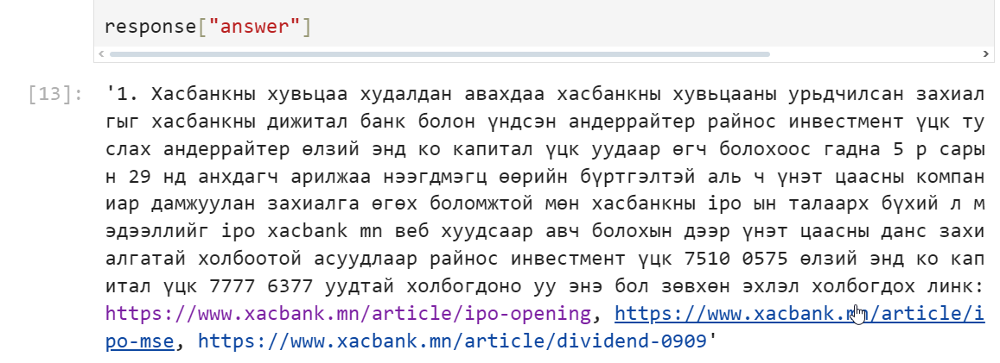 response["answer"]
[13]: '1. Хасбанкны хувьцаа худалдан авахдаа хасбанкны хувьцааны урьдчилсан захиал
гыг хасбанкны дижитал банк болон үндсэн андеррайтер райнос инвестмент үцк ту
слах андеррайтер өлзий энд ко капитал үцк уудаар өгч болохоос гадна 5 р сары
н 29 нд анхдагч арилжаа нээгдмэгц өөрийн бүртгэлтэй аль ч үнэт цаасны компан
иар дамжуулан захиалга өгөх боломжтой мөн хасбанкны ipo ын талаарх бүхий л м
эдээллийг ipo xacbank mn веб хуудсаар авч болохын дээр үнэт цаасны данс захи
алгатай холбоотой асуудлаар райнос инвестмент үцк 7510 0575 өлзий энд ко кап
итал үцк 7777 6377 уудтай холбогдоно уу энэ бол зөвхөн эхлэл холбогдох линк:
https://www.xacbank.mn/article/ipo-opening, https://www.xacbank.mn/article/i
po-mse, https://www.xacbank.mn/article/dividend-0909'